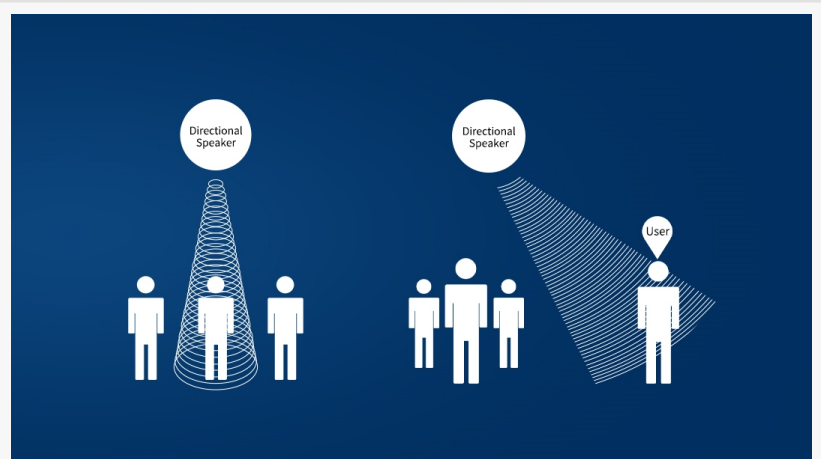 Directional
Speaker
Directional
Speaker
User